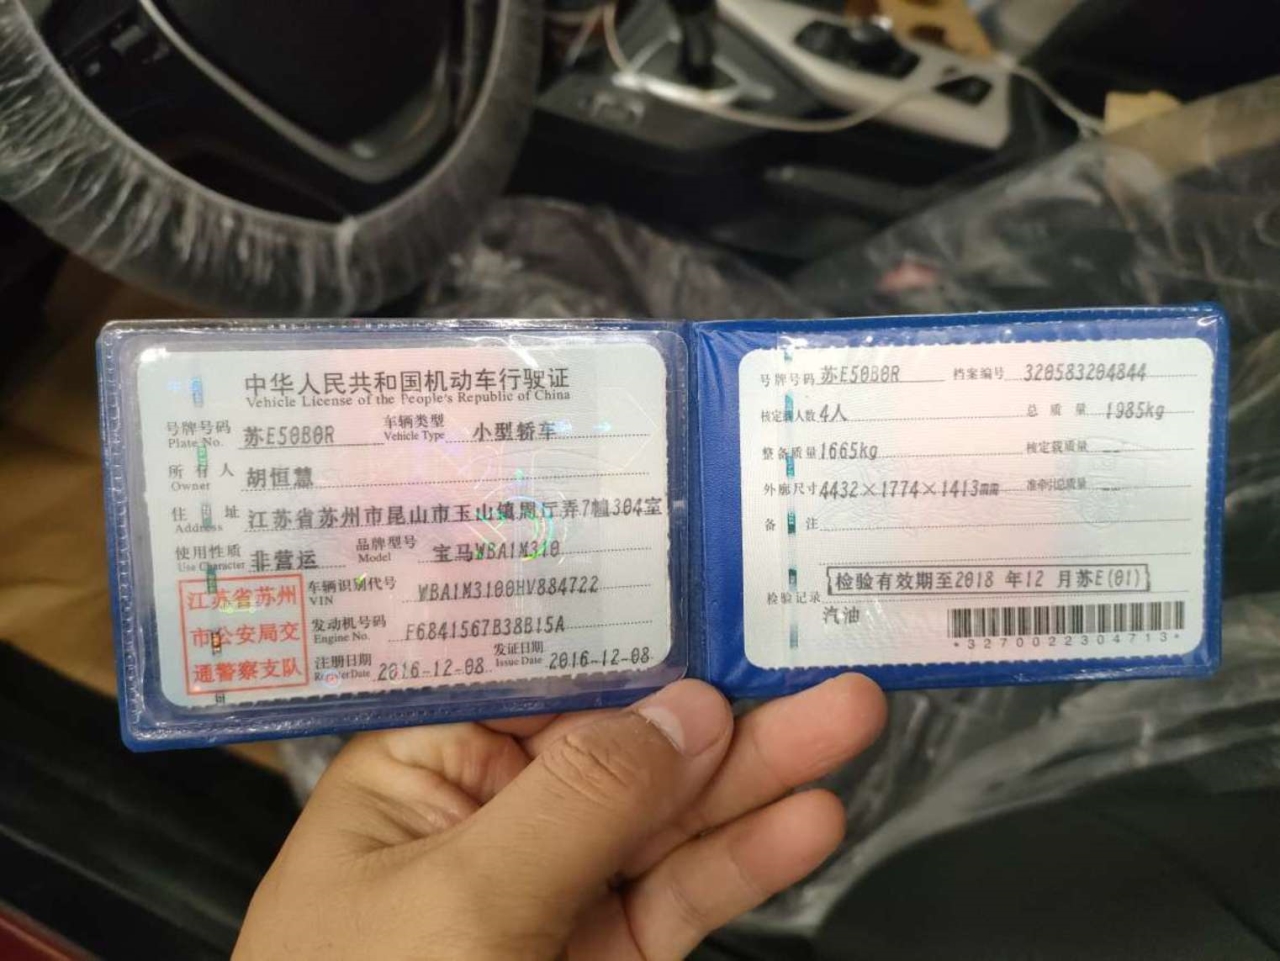 中华人民共和国机动车行驶证
Vehicle License of the People's Republic of China
号牌号码 苏E50B0R 车辆类型 小型轿车
Plate No. Vehicle Type
所有人 胡恒慧
Owner
住址 江苏省苏州市昆山市玉山镇周厅弄7幢304室
Address
使用性质 非营运 品牌型号 宝马WBA1M310
Use Character Model
江苏省苏州
市公安局交
通警察支队
车辆识别代号 WBA1M3100HV884722
VIN
发动机号码 F6841567B38B15A
Engine No.
注册日期 2016-12-08 发证日期 2016-12-08
Register Date Issue Date
号牌号码 苏E50B0R 档案编号 320583204844
核定载人数 4人 总质量 1985kg
整备质量 1665kg 核定载质量 --
外廓尺寸 4432×1774×1413mm 准牵引总质量 --
备注
检验有效期至2018 年12 月苏E(01)
检验记录
汽油
*3270022304713*